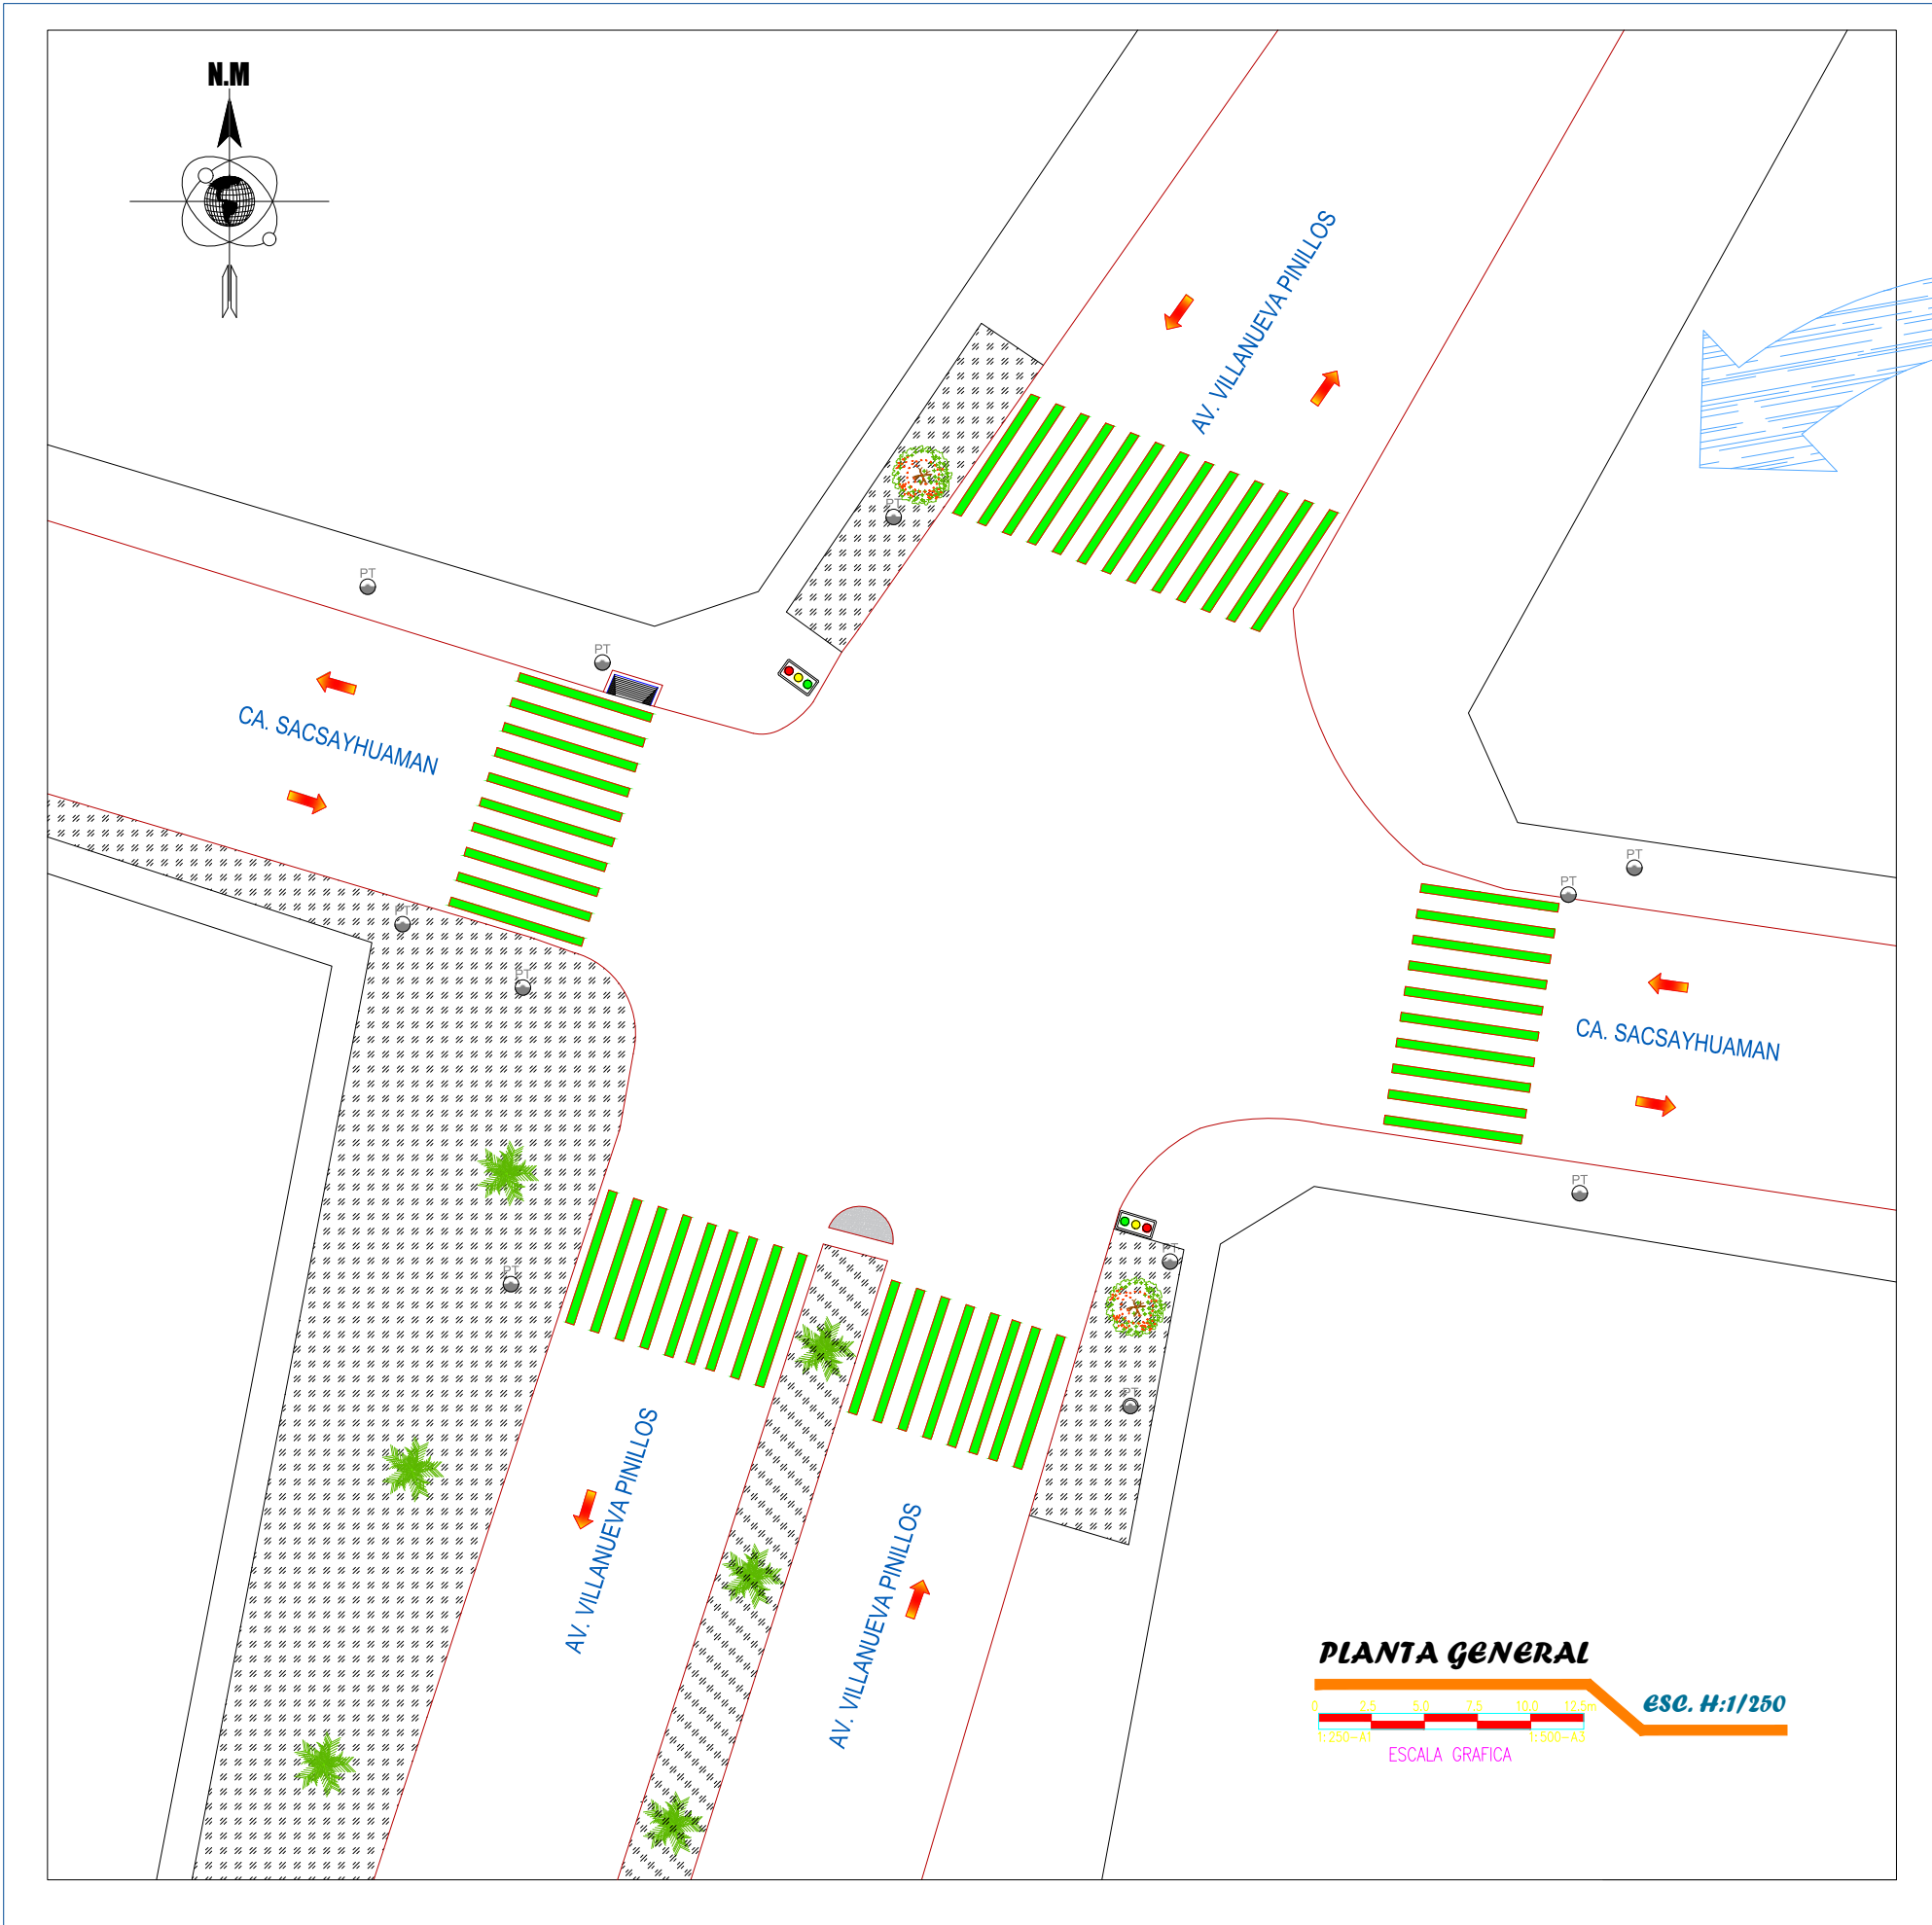 N.M
AV. VILLANUEVA PINILLOS
PT
PT
PT
CA. SACSAYHUAMAN
PT
PT
PT
PT
CA. SACSAYHUAMAN
PT
PT
PT
PT
AV. VILLANUEVA PINILLOS
AV. VILLANUEVA PINILLOS
PLANTA GENERAL
ESC. H:1/250
0 2.5 5.0 7.5 10.0 12.5m
1:250-A1 1:500-A3
ESCALA GRAFICA